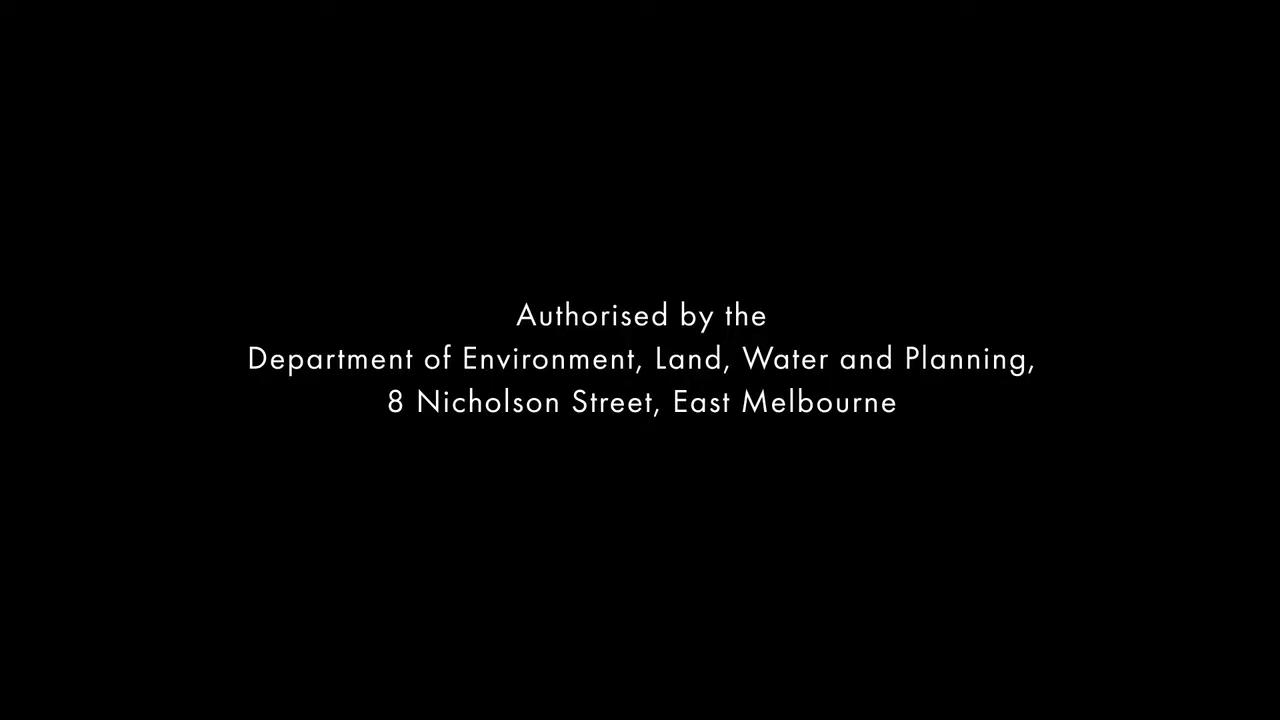 Authorised by the
Department of Environment, Land, Water and Planning,
8 Nicholson Street, East Melbourne